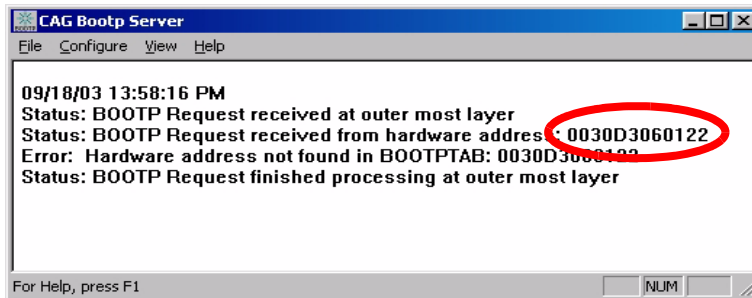 CAG Bootp Server
File Configure View Help
09/18/03 13:58:16 PM
Status: BOOTP Request received at outer most layer
Status: BOOTP Request received from hardware address: 0030D3060122
Error: Hardware address not found in BOOTPTAB: 0030D3060122
Status: BOOTP Request finished processing at outer most layer
For Help, press F1
NUM